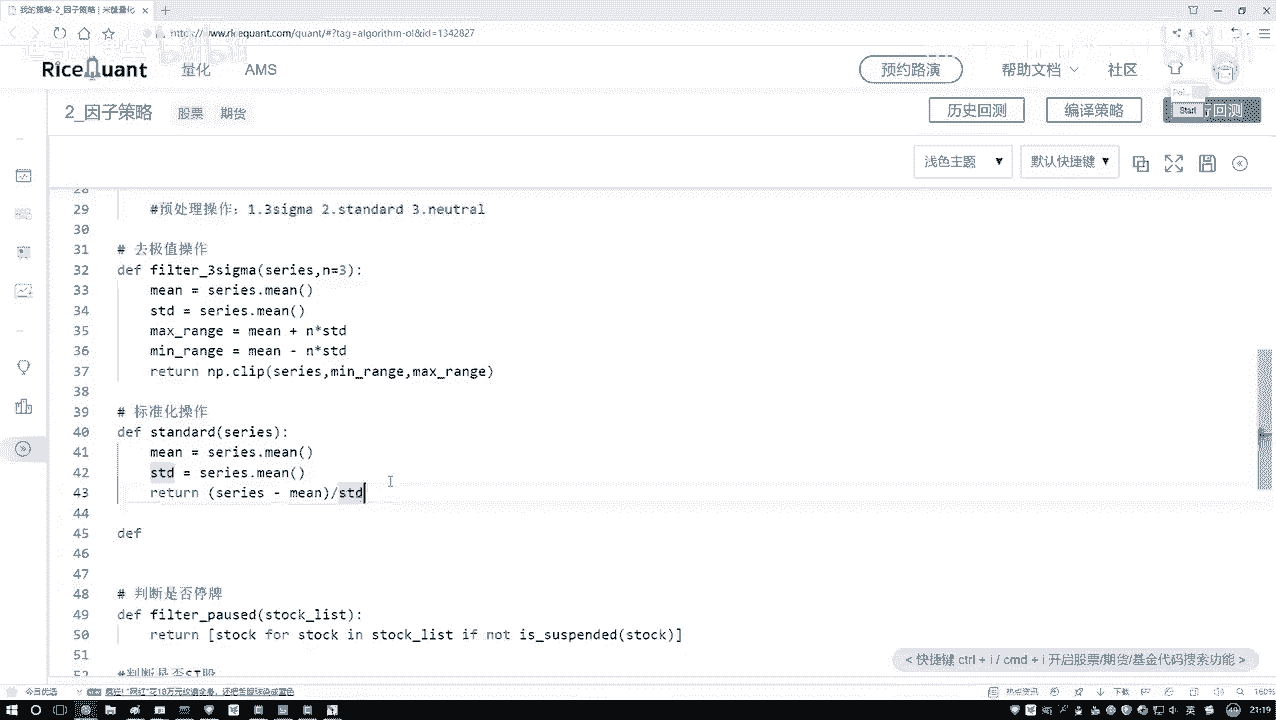 我的策略-2_因子策略 | 米筐量化
https://www.ricequant.com/quant/#?tag=algorithm-ol&id=1342827
RiceQuant 量化 AMS 预约路演 帮助文档 社区
Start
2_因子策略 股票 期货 历史回测 编译策略 回测
浅色主题 默认快捷键
28
29 #预处理操作：1.3sigma 2.standard 3.neutral
30
31 # 去极值操作
32 def filter_3sigma(series,n=3):
33 mean = series.mean()
34 std = series.mean()
35 max_range = mean + n*std
36 min_range = mean - n*std
37 return np.clip(series,min_range,max_range)
38
39 # 标准化操作
40 def standard(series):
41 mean = series.mean()
42 std = series.mean()
43 return (series - mean)/std
44
45 def
46
47
48 # 判断是否停牌
49 def filter_paused(stock_list):
50 return [stock for stock in stock_list if not is_suspended(stock)]
51
52 #判断是否ST股
< 快捷键 ctrl + i / cmd + i 开启股票/期货/基金代码搜索功能 >
今日优选 热点资讯 下载 160%
英 21:19